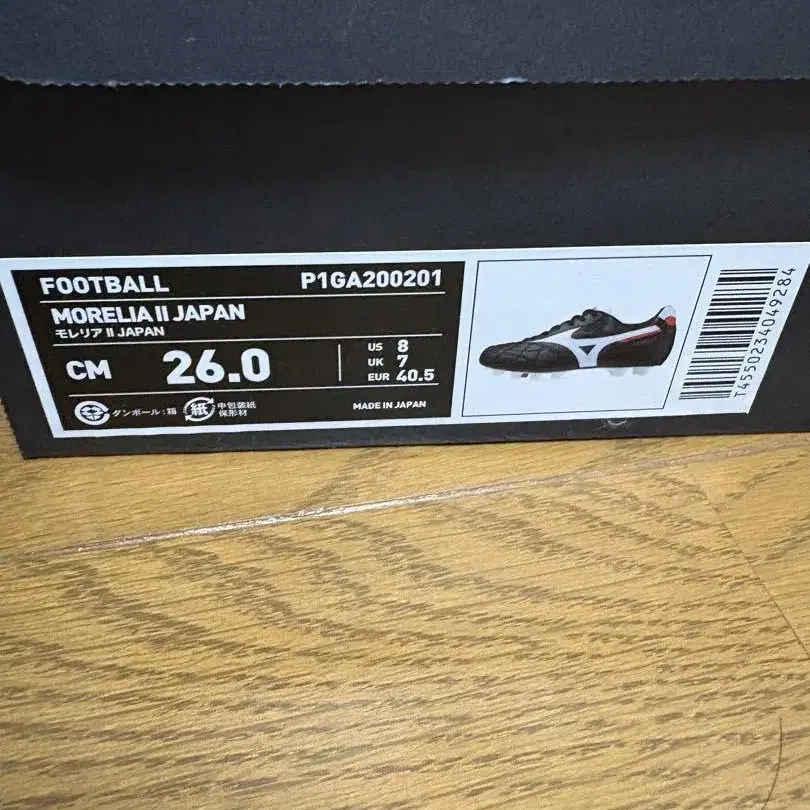 FOOTBALL P1GA200201
MORELIA II JAPAN
モレリア II JAPAN
CM 26.0
US 8
UK 7
EUR 40.5
ダンボール:箱
紙
中包装紙
保形材
MADE IN JAPAN
T4550234049284